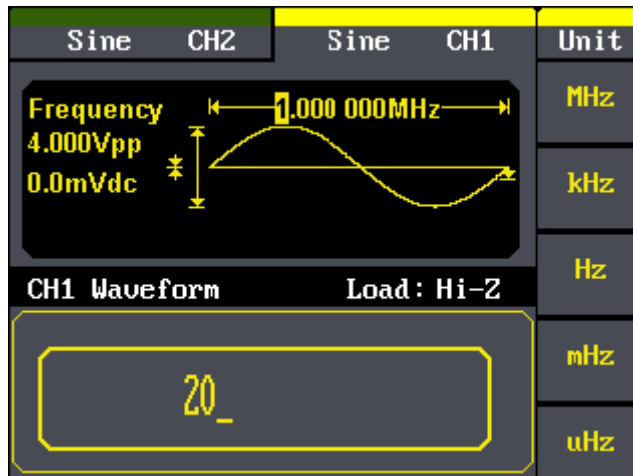 Sine CH2 Sine CH1 Unit
Frequency 1.000 000MHz MHz
4.000Vpp
0.0mVdc kHz
Hz
CH1 Waveform Load: Hi-Z
mHz
20_
uHz